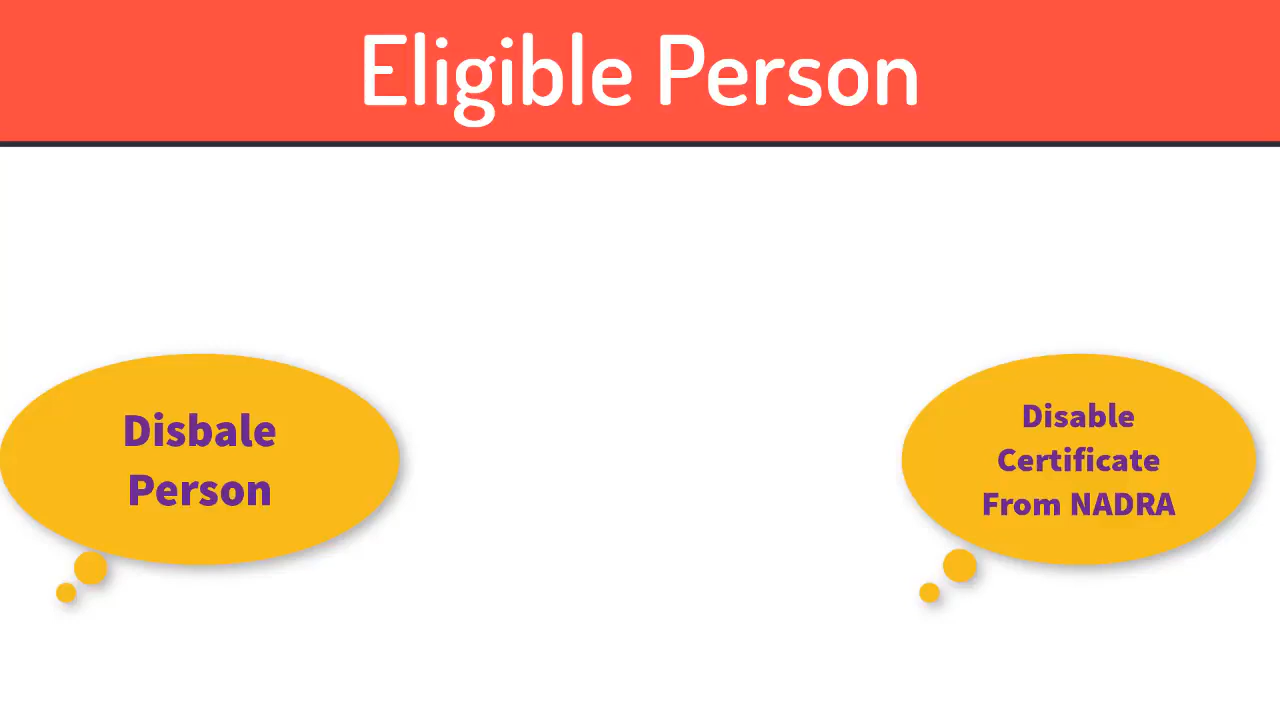 Eligible Person
Disbale
Person
Disable
Certificate
From NADRA